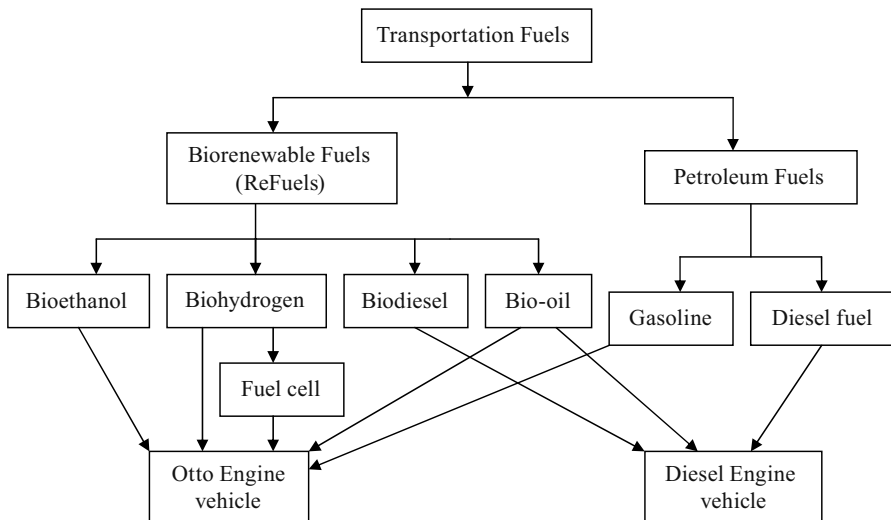 Transportation Fuels
Biorenewable Fuels
(ReFuels)
Petroleum Fuels
Bioethanol
Biohydrogen
Biodiesel
Bio-oil
Gasoline
Diesel fuel
Fuel cell
Otto Engine
vehicle
Diesel Engine
vehicle